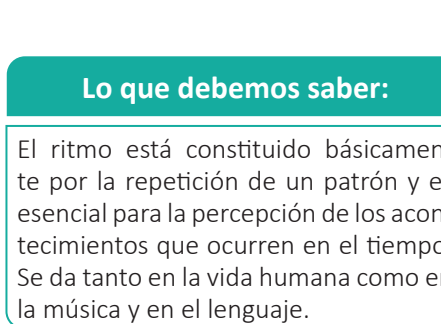 Lo que debemos saber:
El ritmo está constituido básicamen
te por la repetición de un patrón y e
esencial para la percepción de los acon
tecimientos que ocurren en el tiempo
Se da tanto en la vida humana como en
la música y en el lenguaje.